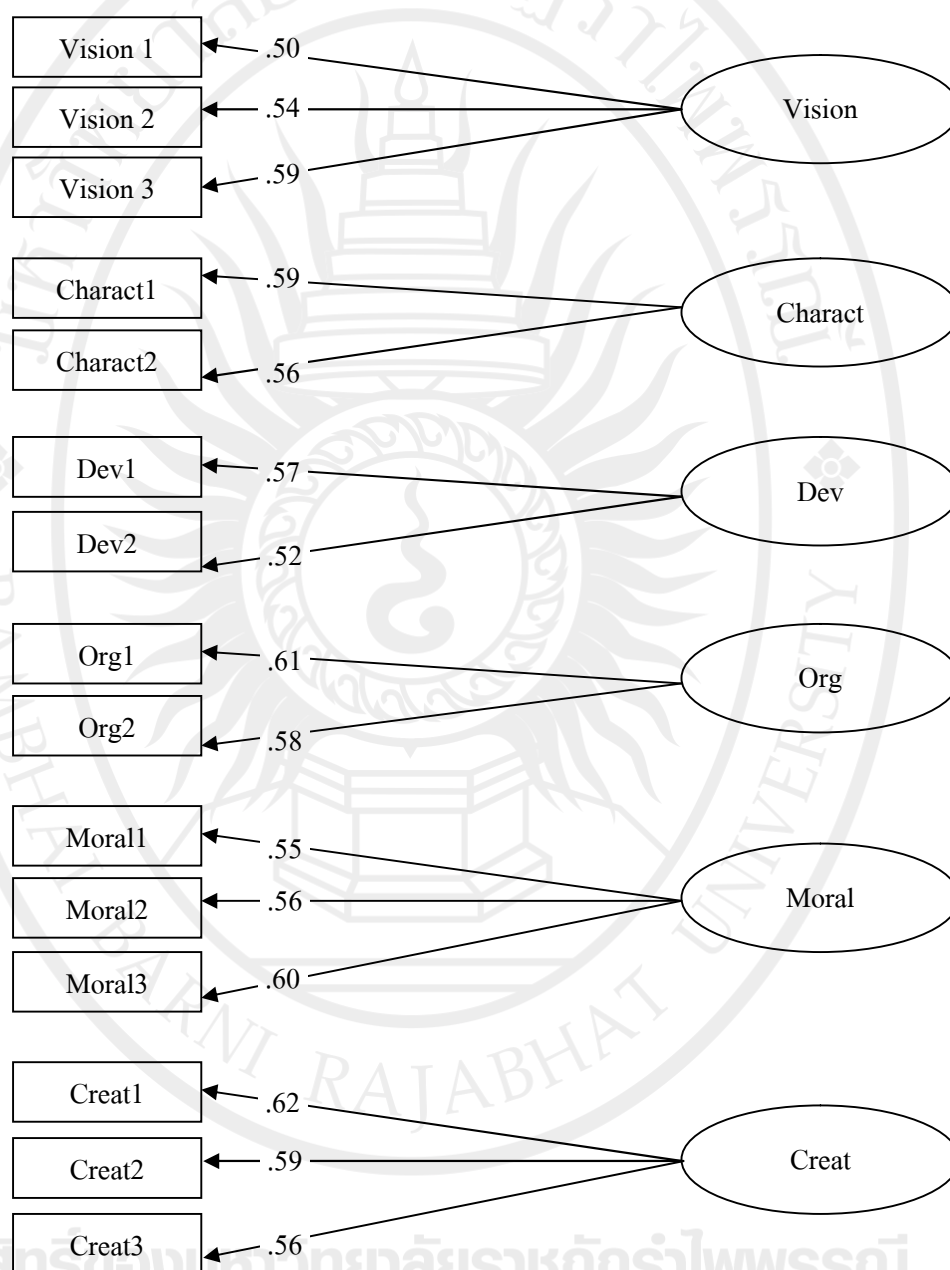 Vision 1
.50
Vision
Vision 2
.54
Vision 3
.59
Charact1
.59
Charact
Charact2
.56
Dev1
.57
Dev
Dev2
.52
Org1
.61
Org
Org2
.58
Moral1
.55
Moral
Moral2
.56
Moral3
.60
Creat1
.62
Creat
Creat2
.59
Creat3
.56
BARNI RAJABHAT UNIVERSITY